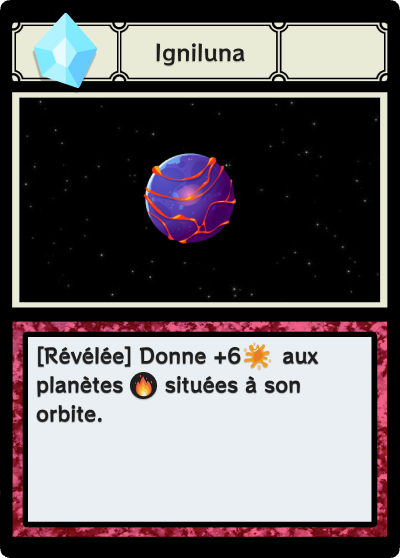 Igniluna
[Révélée] Donne +6 aux
planètes situées à son
orbite.